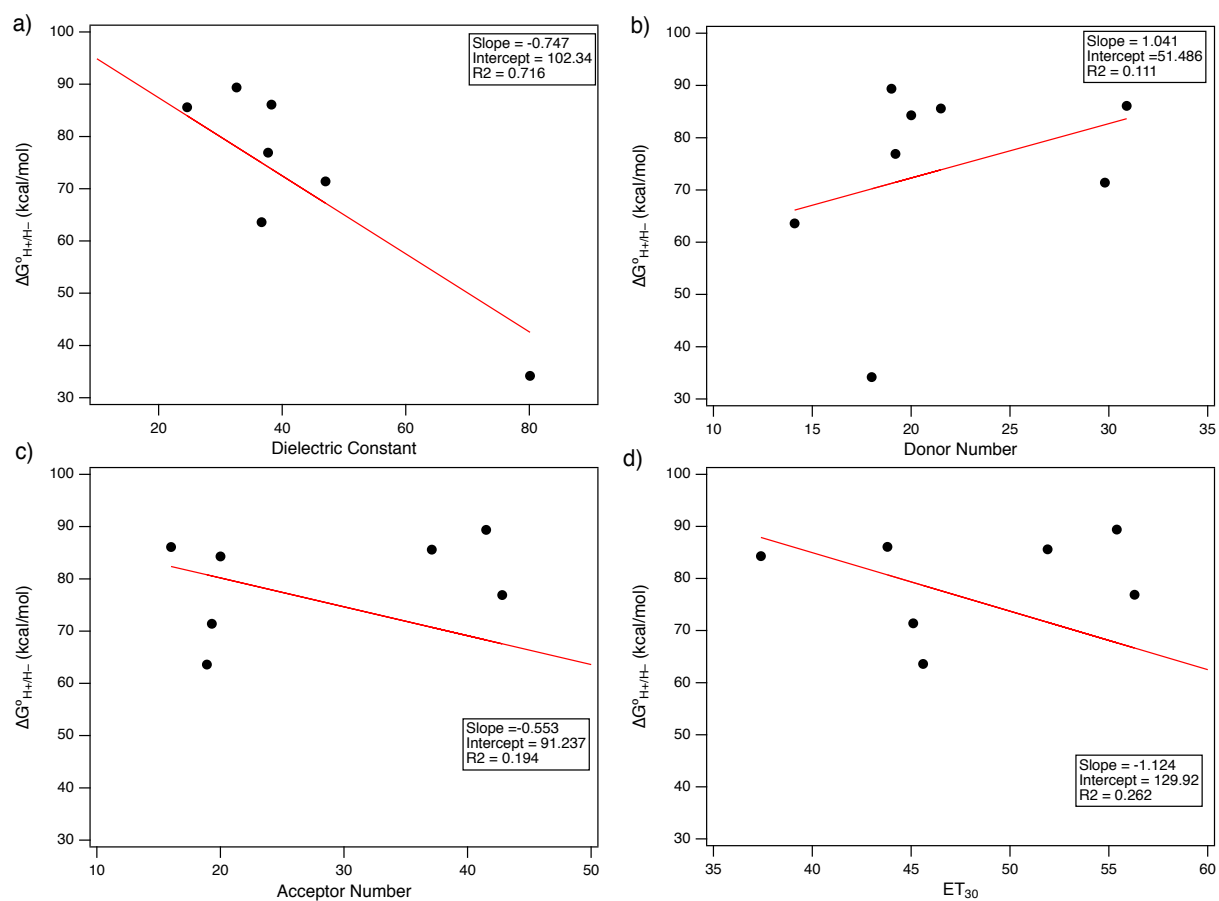 a)
100
90
80
70
60
50
40
30
ΔG°H+/H− (kcal/mol)
Slope = -0.747
Intercept = 102.34
R2 = 0.716
20 40 60 80
Dielectric Constant
b)
100
90
80
70
60
50
40
30
ΔG°H+/H− (kcal/mol)
Slope = 1.041
Intercept =51.486
R2 = 0.111
10 15 20 25 30 35
Donor Number
c)
100
90
80
70
60
50
40
30
ΔG°H+/H− (kcal/mol)
Slope =-0.553
Intercept = 91.237
R2 = 0.194
10 20 30 40 50
Acceptor Number
d)
100
90
80
70
60
50
40
30
ΔG°H+/H− (kcal/mol)
Slope = -1.124
Intercept = 129.92
R2 = 0.262
35 40 45 50 55 60
ET30